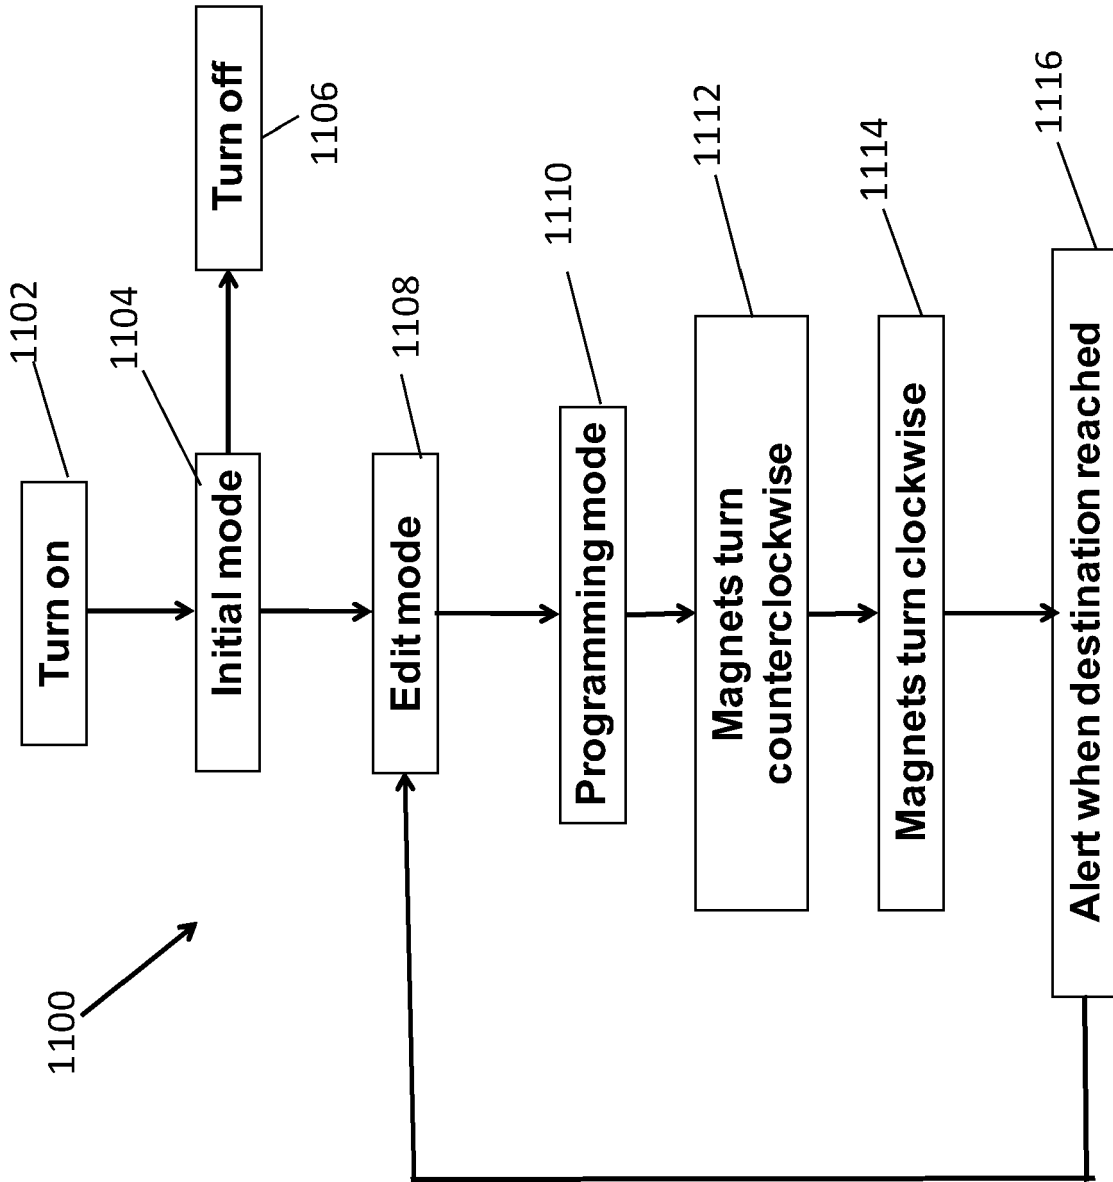 1100
1102
Turn on
1104
Initial mode
Turn off
1106
1108
Edit mode
1110
Programming mode
1112
Magnets turn
counterclockwise
1114
Magnets turn clockwise
1116
Alert when destination reached